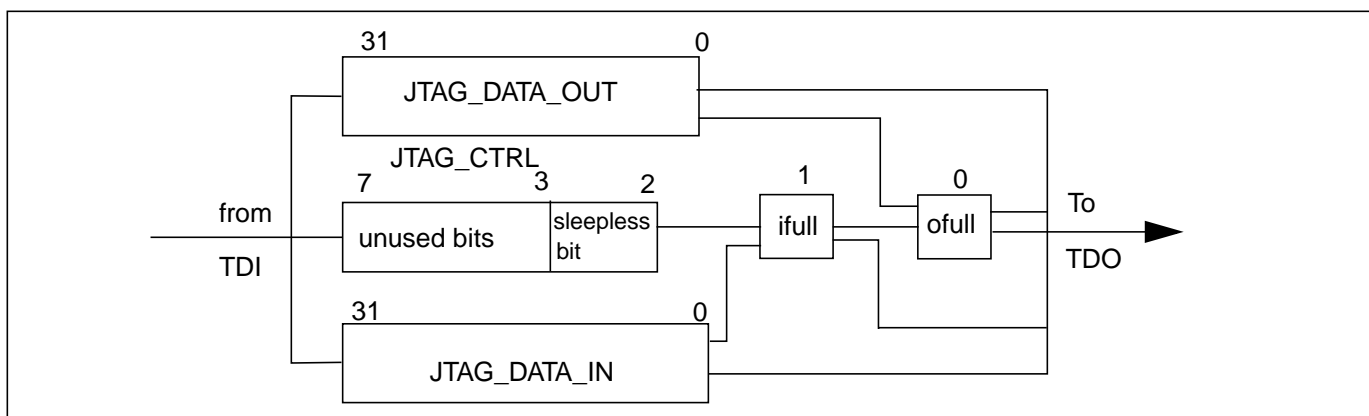 31 0
JTAG_DATA_OUT
JTAG_CTRL
7 3 2 1 0
from
TDI
unused bits
sleepless
bit
ifull
ofull
To
TDO
31 0
JTAG_DATA_IN